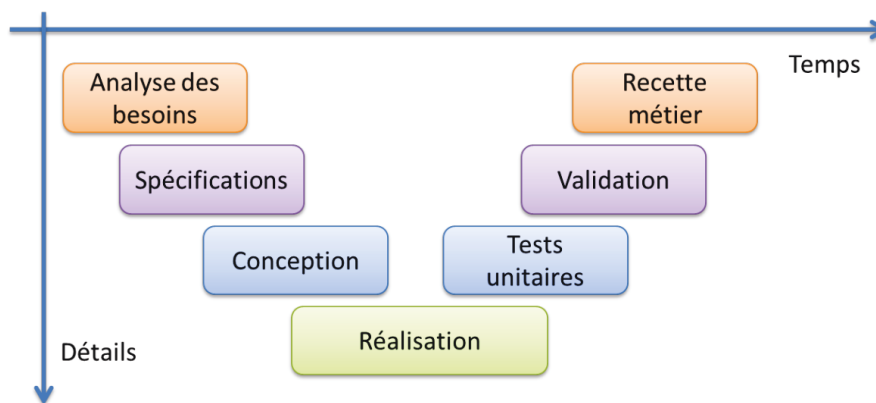 Temps
Analyse des
besoins
Recette
métier
Spécifications
Validation
Conception
Tests
unitaires
Réalisation
Détails